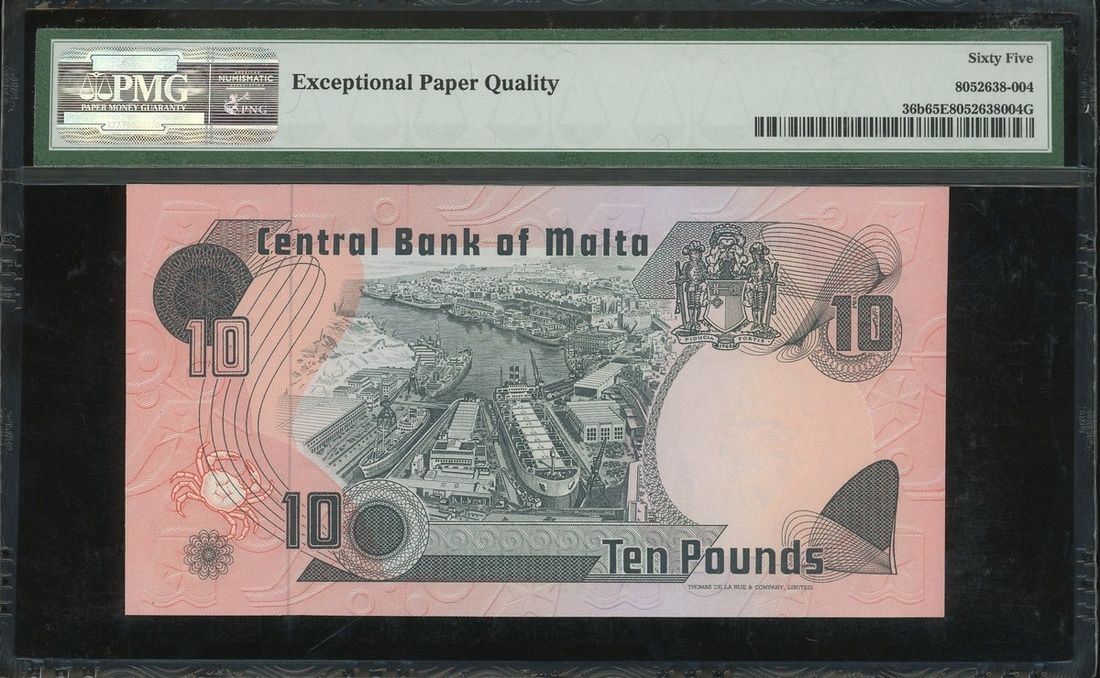 PMG
PAPER MONEY GUARANTY
NUMISMATIC
PNG
Exceptional Paper Quality
Sixty Five
8052638-004
36b65E8052638004G
Central Bank of Malta
10
10
FIDUCIA FORTIS
10
Ten Pounds
THOMAS DE LA RUE & COMPANY, LIMITED.